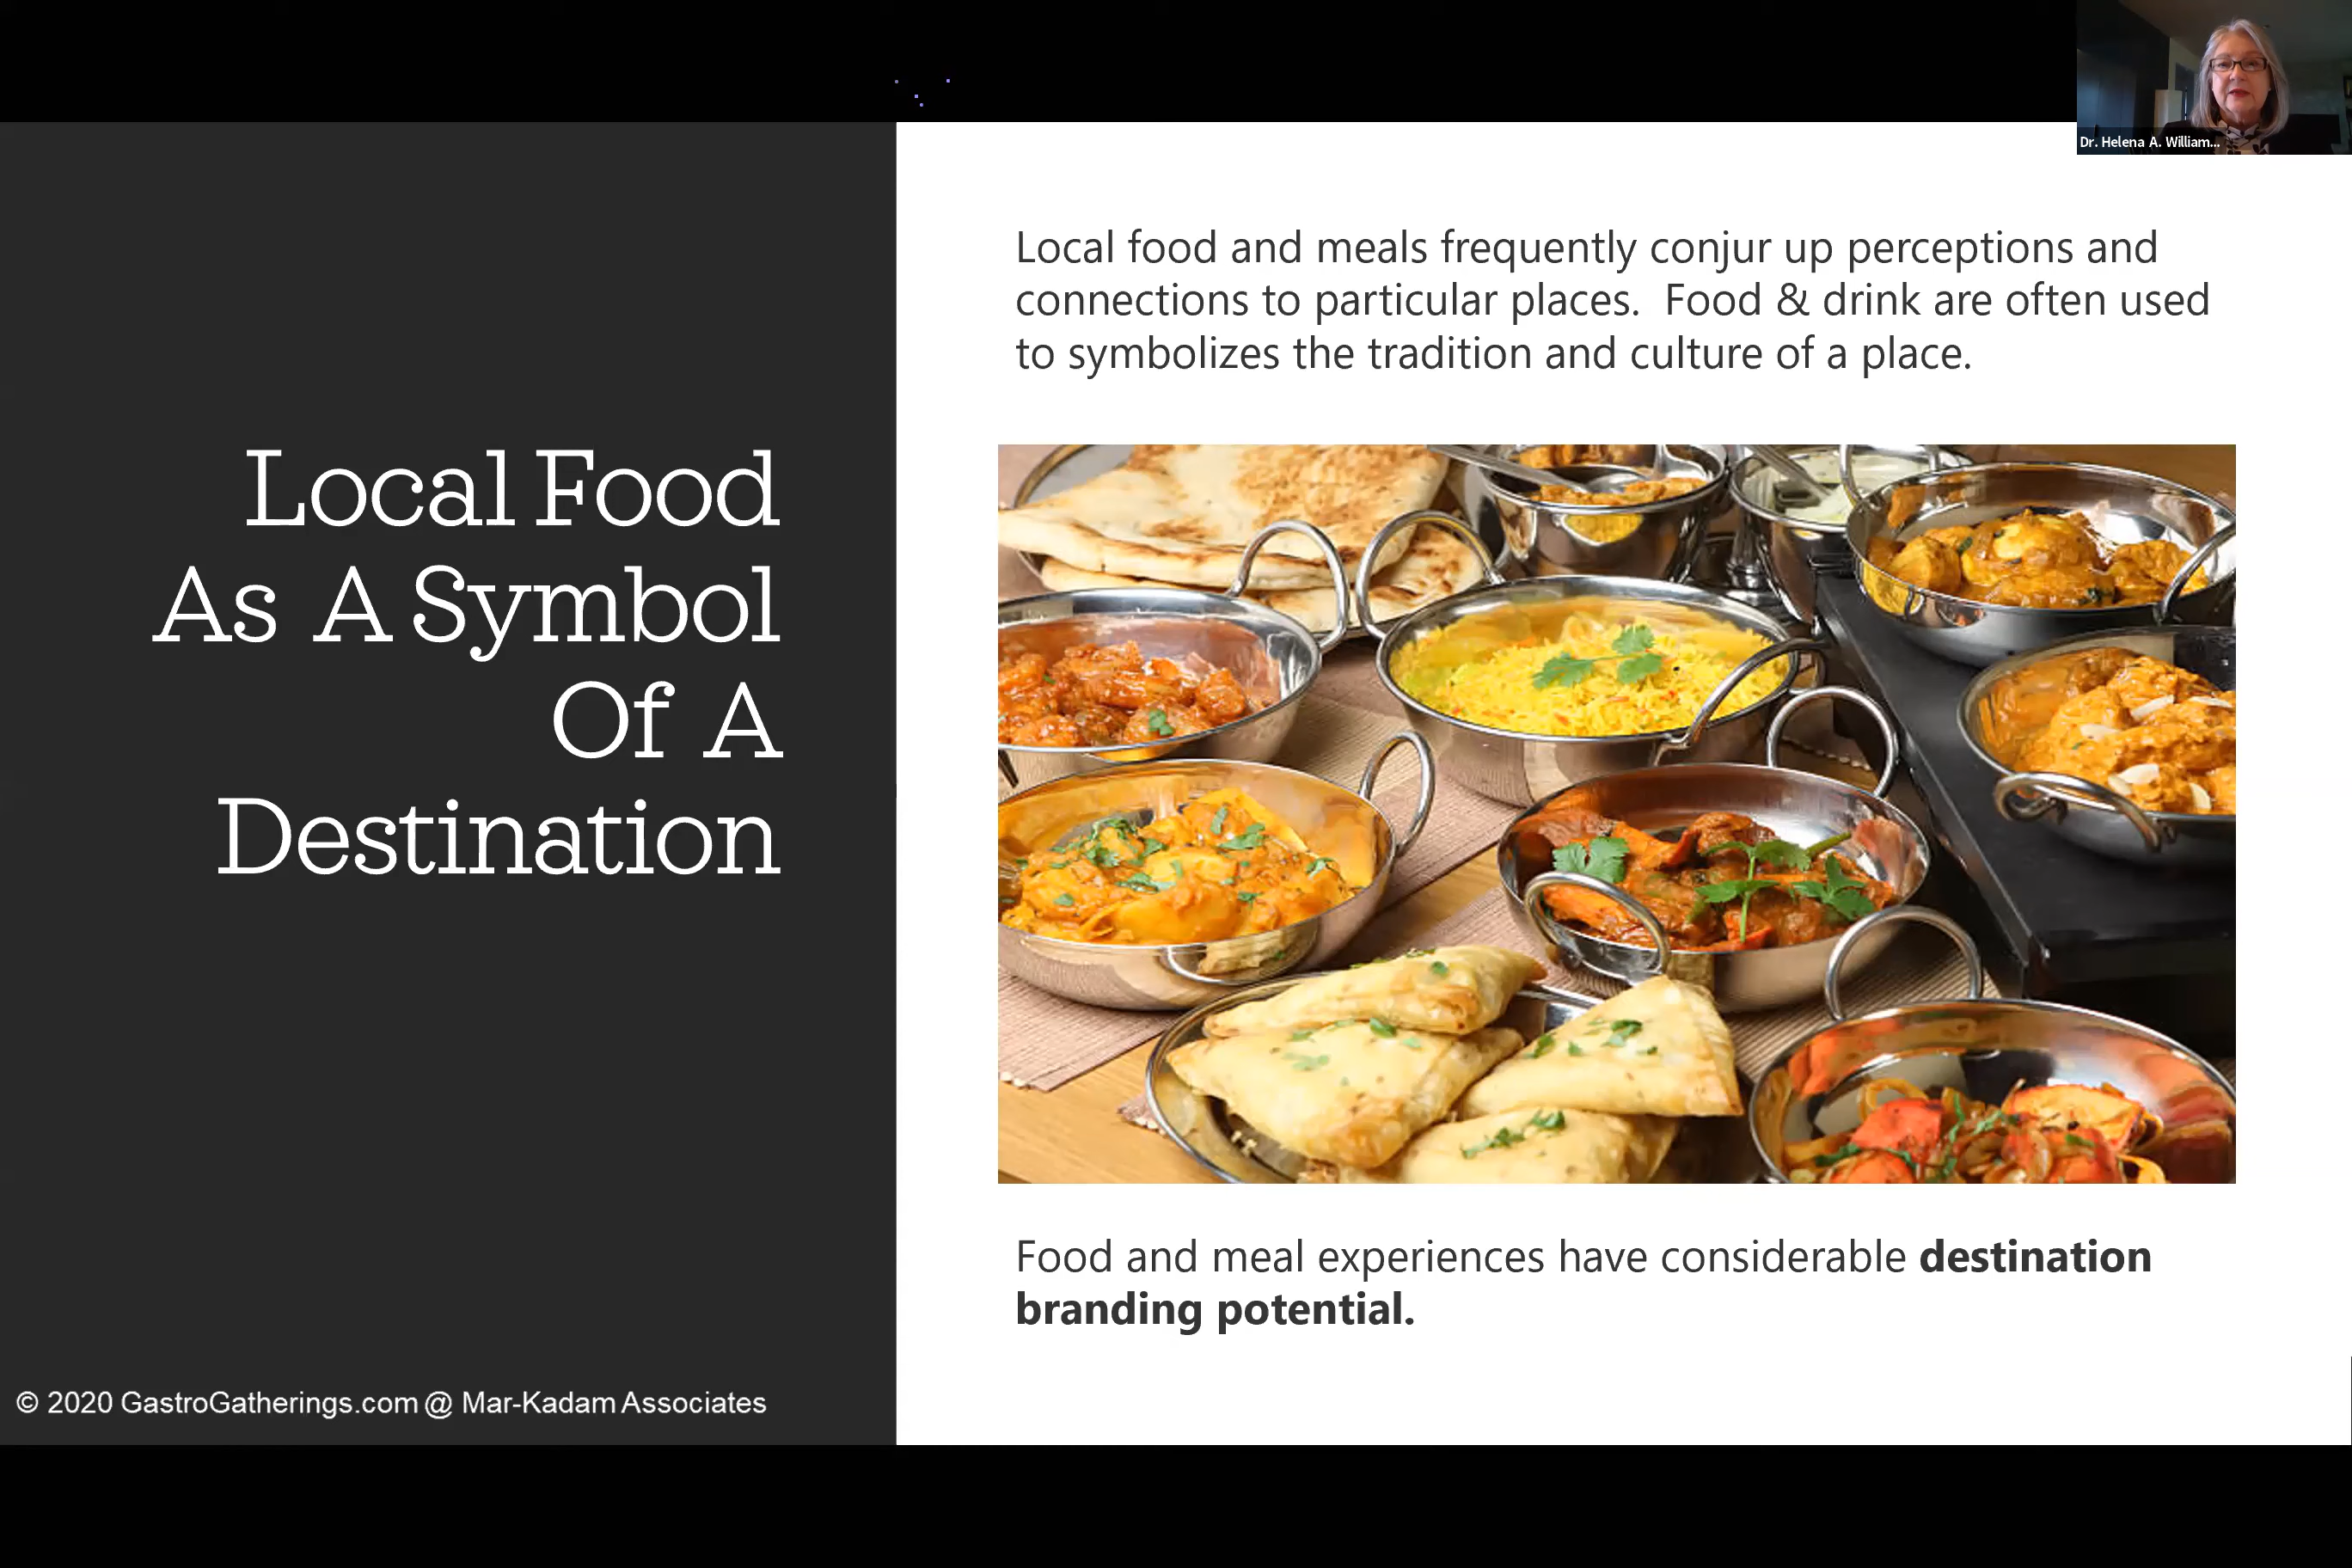 Dr. Helena A. William...
Local Food
As A Symbol
Of A
Destination
Local food and meals frequently conjur up perceptions and
connections to particular places. Food & drink are often used
to symbolizes the tradition and culture of a place.
Food and meal experiences have considerable destination
branding potential.
© 2020 GastroGatherings.com @ Mar-Kadam Associates